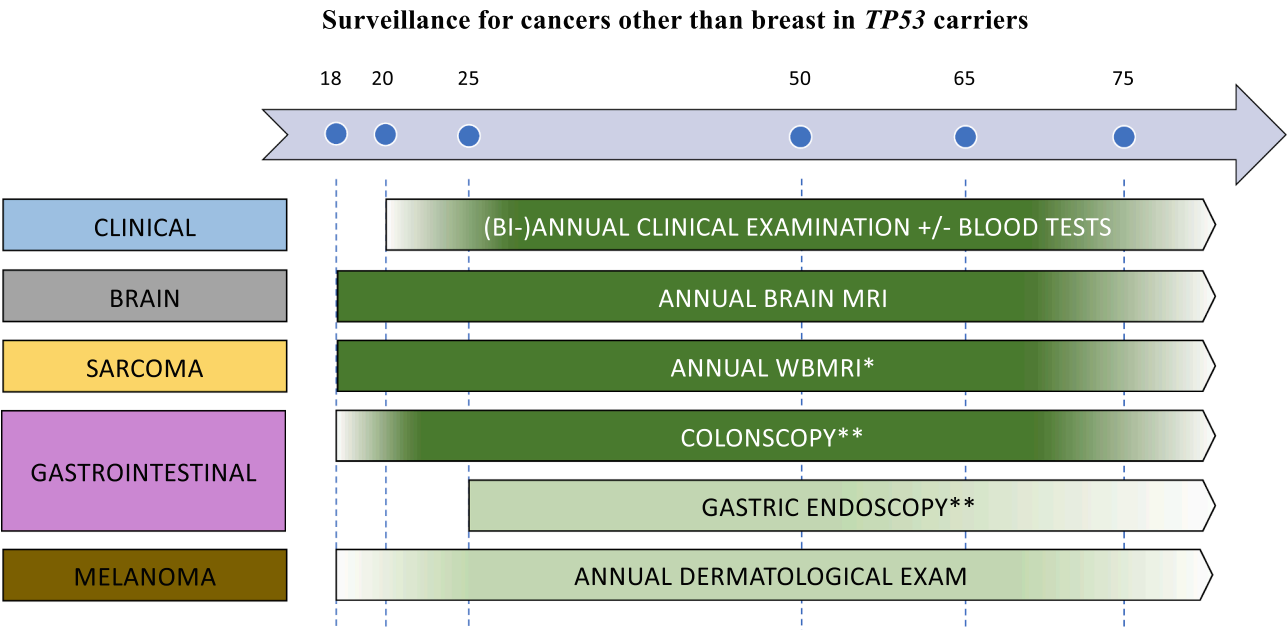 Surveillance for cancers other than breast in TP53 carriers
18 20 25 50 65 75
CLINICAL
(BI-)ANNUAL CLINICAL EXAMINATION +/- BLOOD TESTS
BRAIN
ANNUAL BRAIN MRI
SARCOMA
ANNUAL WBMRI*
GASTROINTESTINAL
COLONSCOPY**
GASTRIC ENDOSCOPY**
MELANOMA
ANNUAL DERMATOLOGICAL EXAM